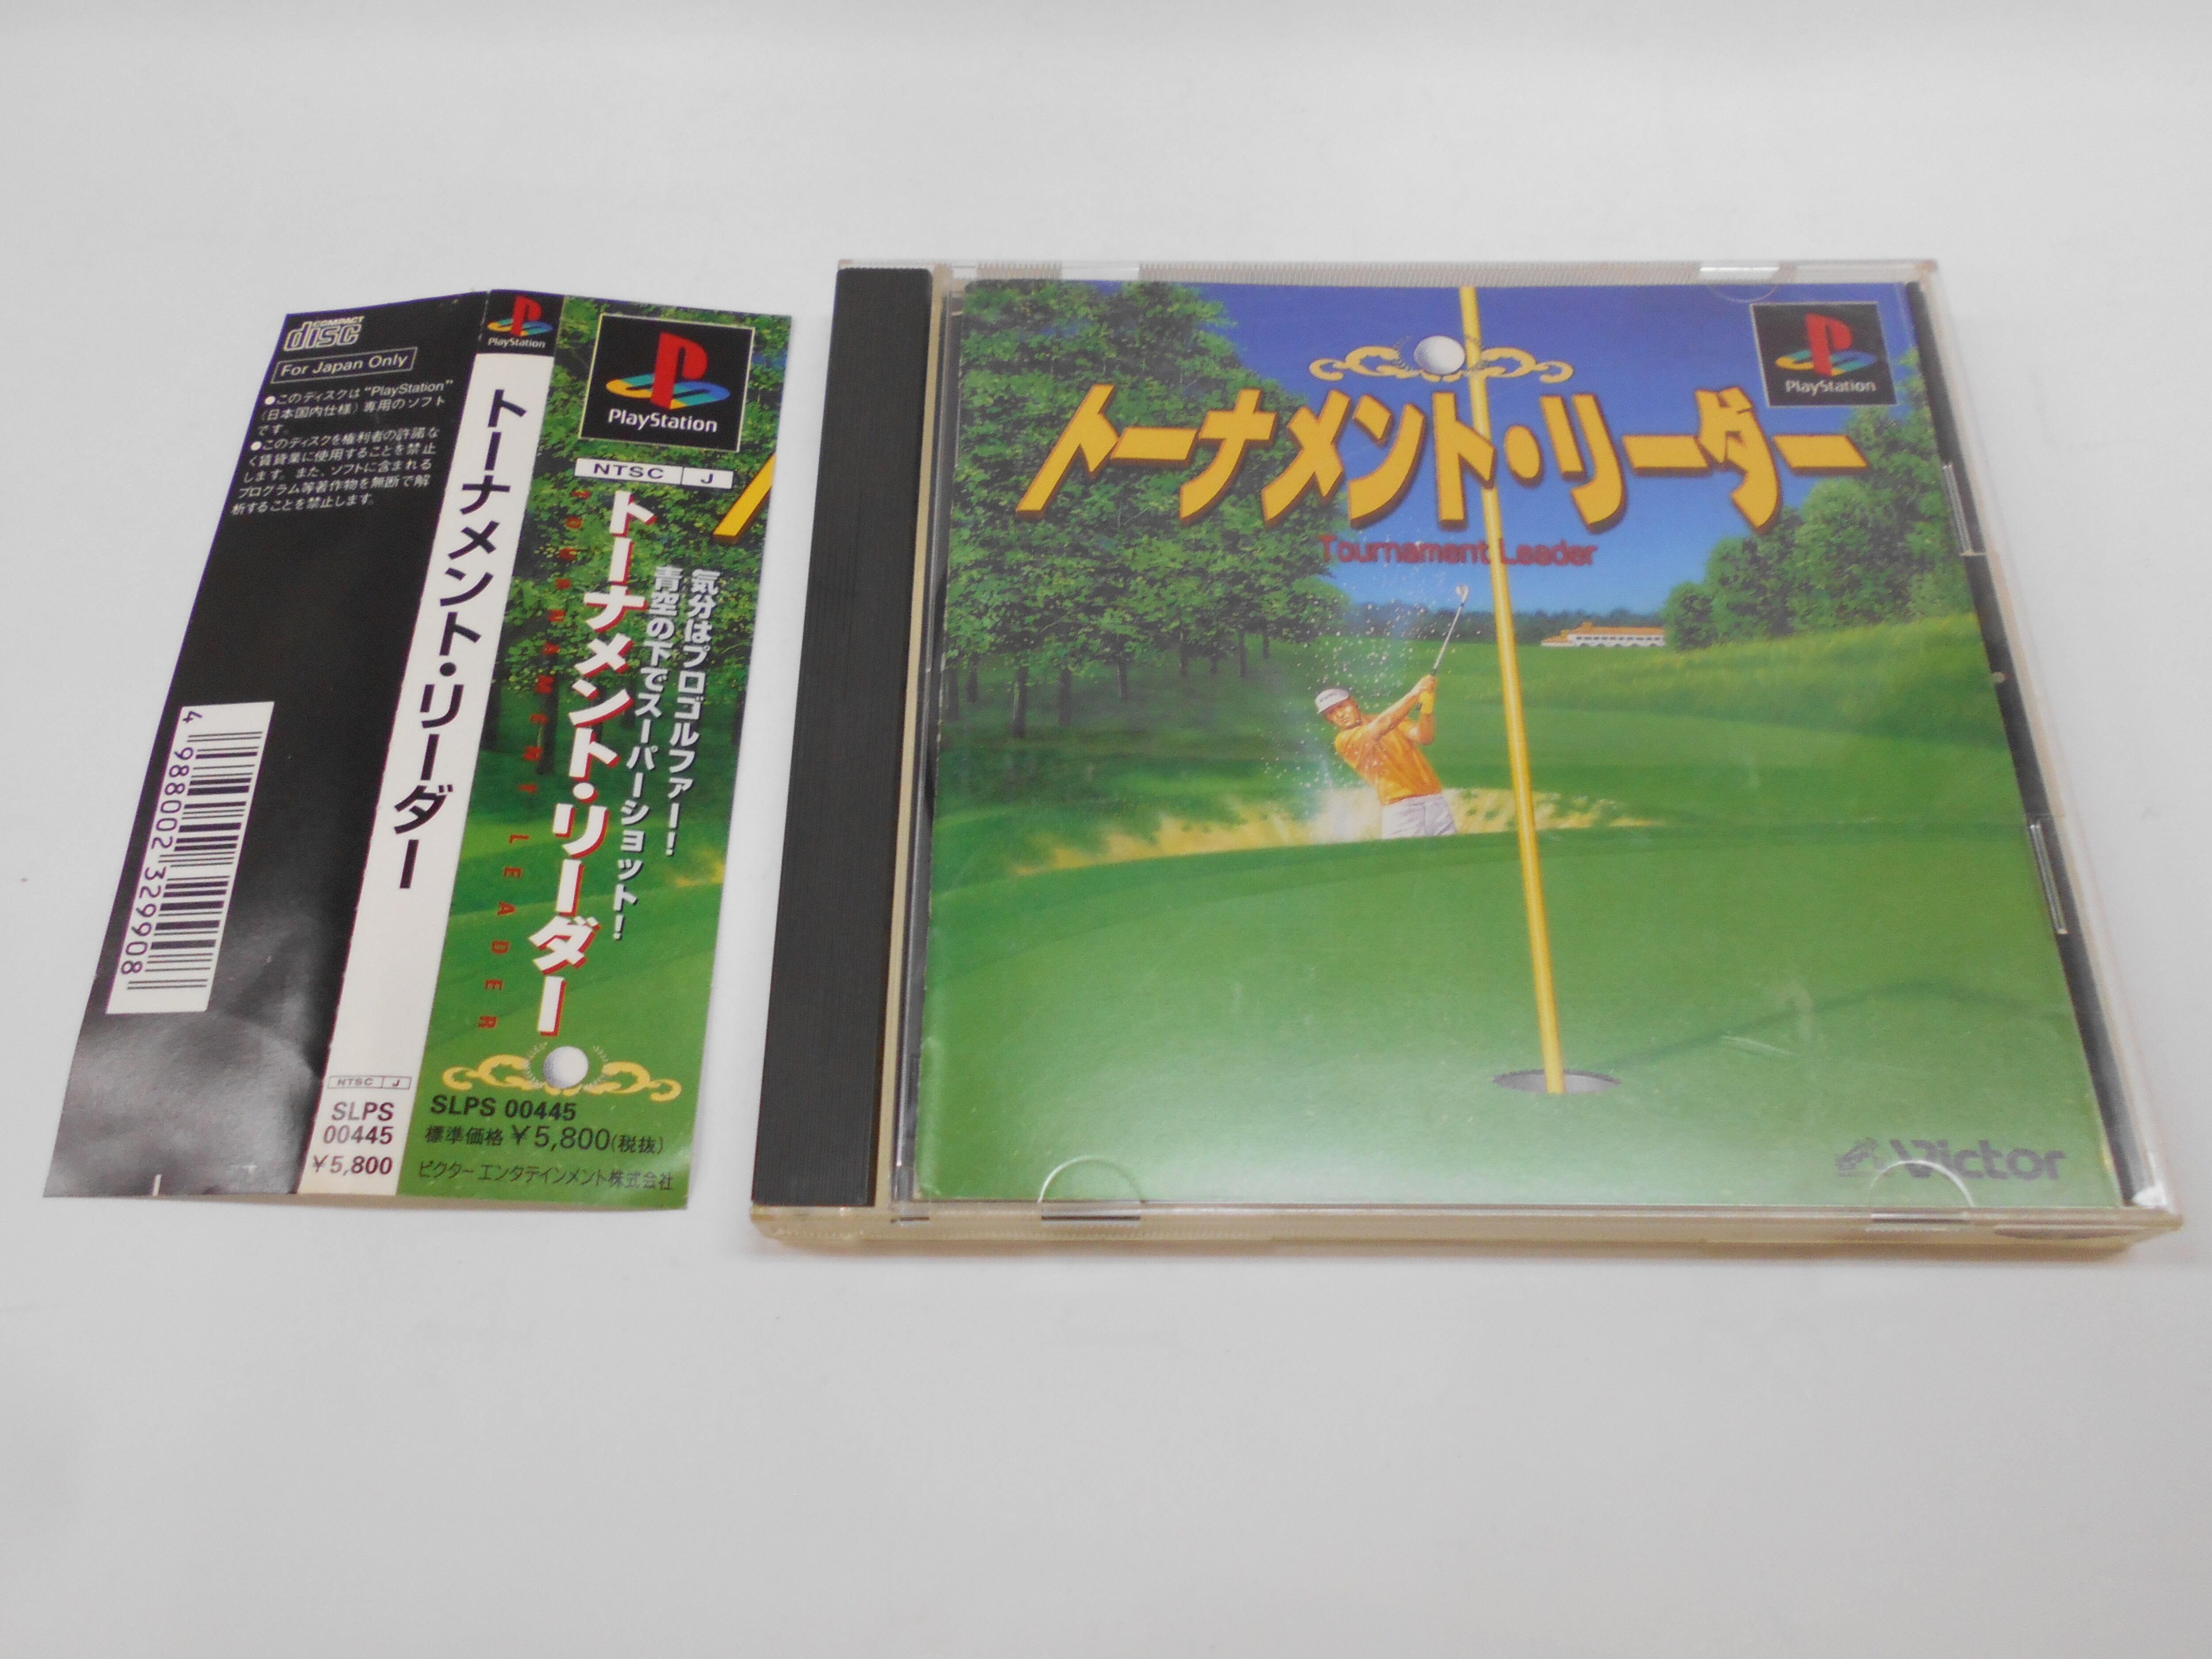 COMPACT
disc
For Japan Only
●このディスクは"PlayStation"
(日本国内仕様)専用のソフト
です。
●このディスクを権利者の許諾な
く賃貸業に使用することを禁止
します。また、ソフトに含まれる
プログラム等著作物を無断で解
析することを禁止します。
4 988002 329908
PlayStation
トーナメント・リーダー
NTSC J
SLPS
00445
¥5,800
PlayStation
NTSC J
気分はプロゴルファー!
青空の下でスーパーショット!
トーナメント・リーダー
TOURNAMENT LEADER
SLPS 00445
標準価格¥5,800(税抜)
ビクター エンタテインメント株式会社
PlayStation
トーナメント・リーダー
Tournament Leader
Victor